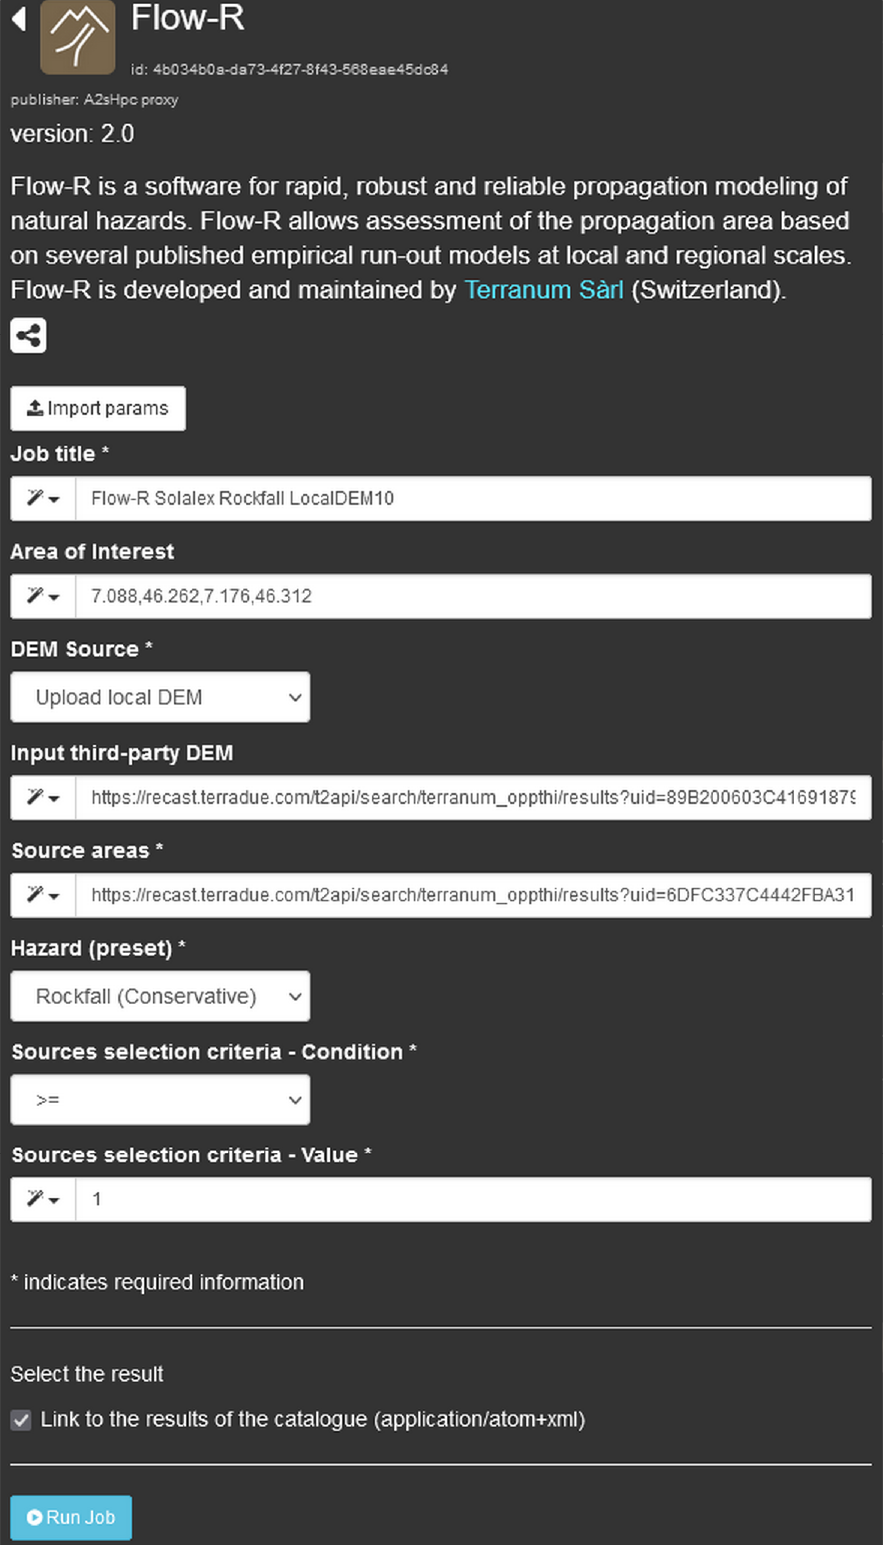 Flow-R
id: 4b034b0a-da73-4f27-8f43-568eae45dc84
publisher: A2sHpc proxy
version: 2.0
Flow-R is a software for rapid, robust and reliable propagation modeling of
natural hazards. Flow-R allows assessment of the propagation area based
on several published empirical run-out models at local and regional scales.
Flow-R is developed and maintained by Terranum Sàrl (Switzerland).
Import params
Job title *
Flow-R Solalex Rockfall LocalDEM10
Area of Interest
7.088,46.262,7.176,46.312
DEM Source *
Upload local DEM
Input third-party DEM
https://recast.terradue.com/t2api/search/terranum_oppthi/results?uid=89B200603C41691879
Source areas *
https://recast.terradue.com/t2api/search/terranum_oppthi/results?uid=6DFC337C4442FBA31
Hazard (preset) *
Rockfall (Conservative)
Sources selection criteria - Condition *
>=
Sources selection criteria - Value *
1
* indicates required information
Select the result
Link to the results of the catalogue (application/atom+xml)
Run Job